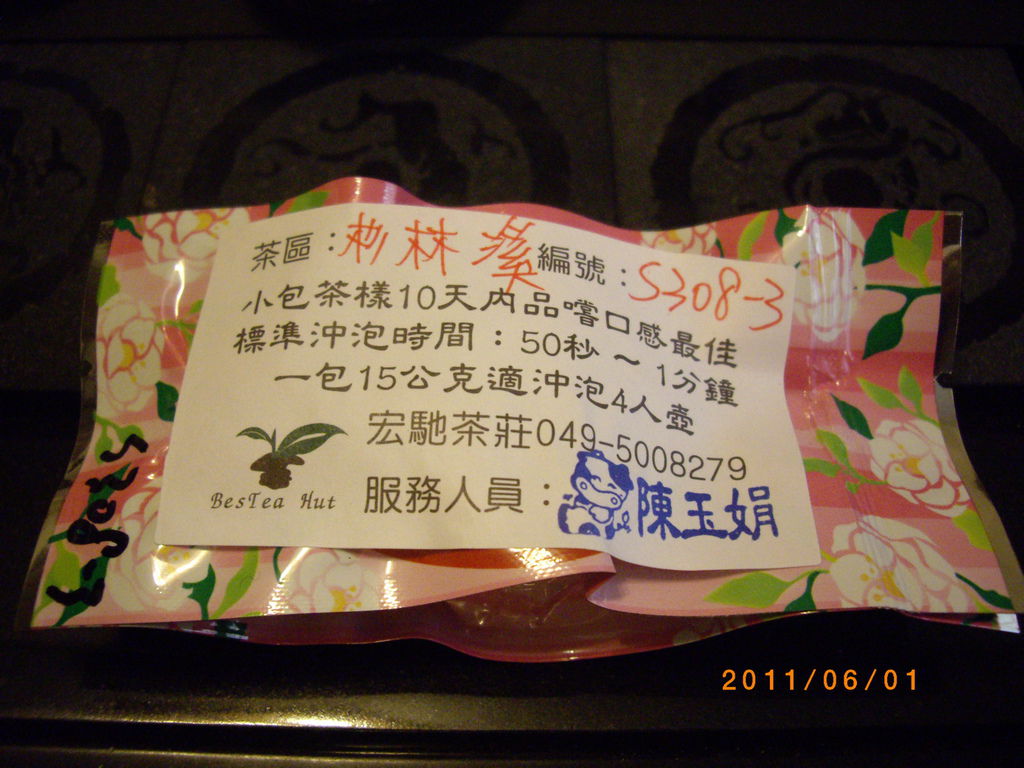 茶區：杉林溪 編號：S308-3
小包茶樣10天內品嚐口感最佳
標準沖泡時間：50秒～1分鐘
一包15公克適沖泡4人壺
宏馳茶莊049-5008279
BesTea Hut
服務人員：陳玉娟
S308-3
2011/06/01